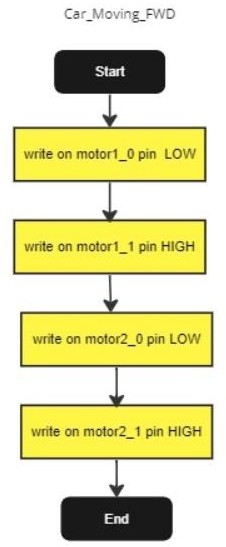 Car_Moving_FWD
Start
write on motor1_0 pin LOW
write on motor1_1 pin HIGH
write on motor2_0 pin LOW
write on motor2_1 pin HIGH
End